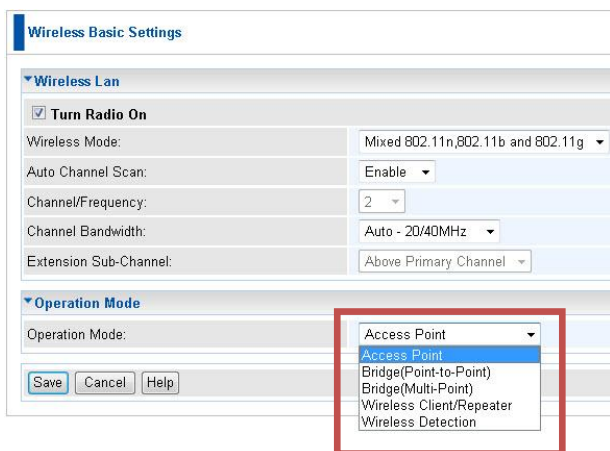 Wireless Basic Settings
Wireless Lan
Turn Radio On
Wireless Mode: Mixed 802.11n,802.11b and 802.11g
Auto Channel Scan: Enable
Channel/Frequency: 2
Channel Bandwidth: Auto - 20/40MHz
Extension Sub-Channel: Above Primary Channel
Operation Mode
Operation Mode: Access Point
Access Point
Bridge(Point-to-Point)
Bridge(Multi-Point)
Wireless Client/Repeater
Wireless Detection
Save Cancel Help